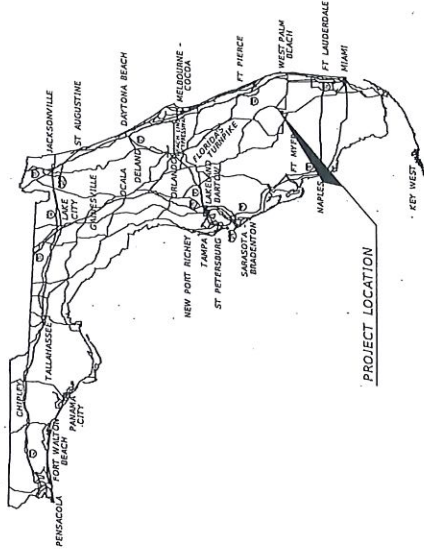 PENSACOLA
FORT WALTON
BEACH
CHIPLEY
PANAMA
CITY
TALLAHASSEE
LAKE
CITY
JACKSONVILLE
ST AUGUSTINE
GAINESVILLE
OCALA
DAYTONA BEACH
DELAND
ORLANDO
MELBOURNE -
COCOA
NEW PORT RICHEY
TAMPA
ST PETERSBURG
LAKELAND
BARTOW
FLORIDA'S
TURNPIKE
SARASOTA -
BRADENTON
FT PIERCE
WEST PALM
BEACH
FT MYERS
NAPLES
FT LAUDERDALE
MIAMI
KEY WEST
PROJECT LOCATION